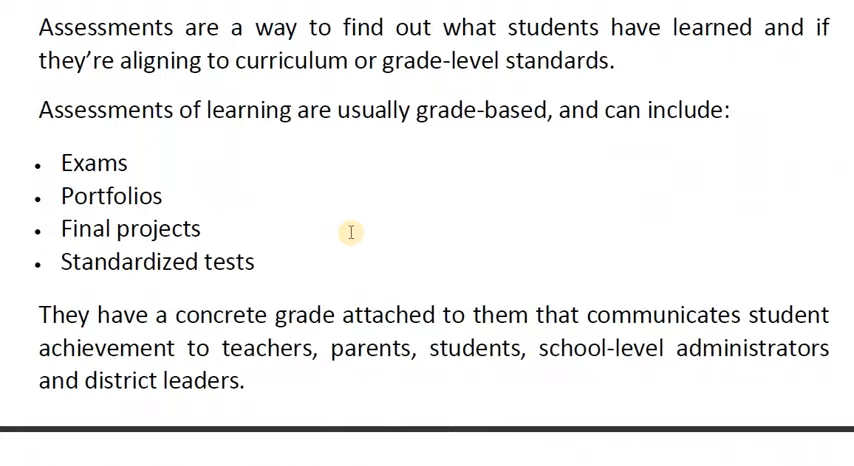 Assessments are a way to find out what students have learned and if
they’re aligning to curriculum or grade-level standards.
Assessments of learning are usually grade-based, and can include:
• Exams
• Portfolios
• Final projects
• Standardized tests
They have a concrete grade attached to them that communicates student
achievement to teachers, parents, students, school-level administrators
and district leaders.